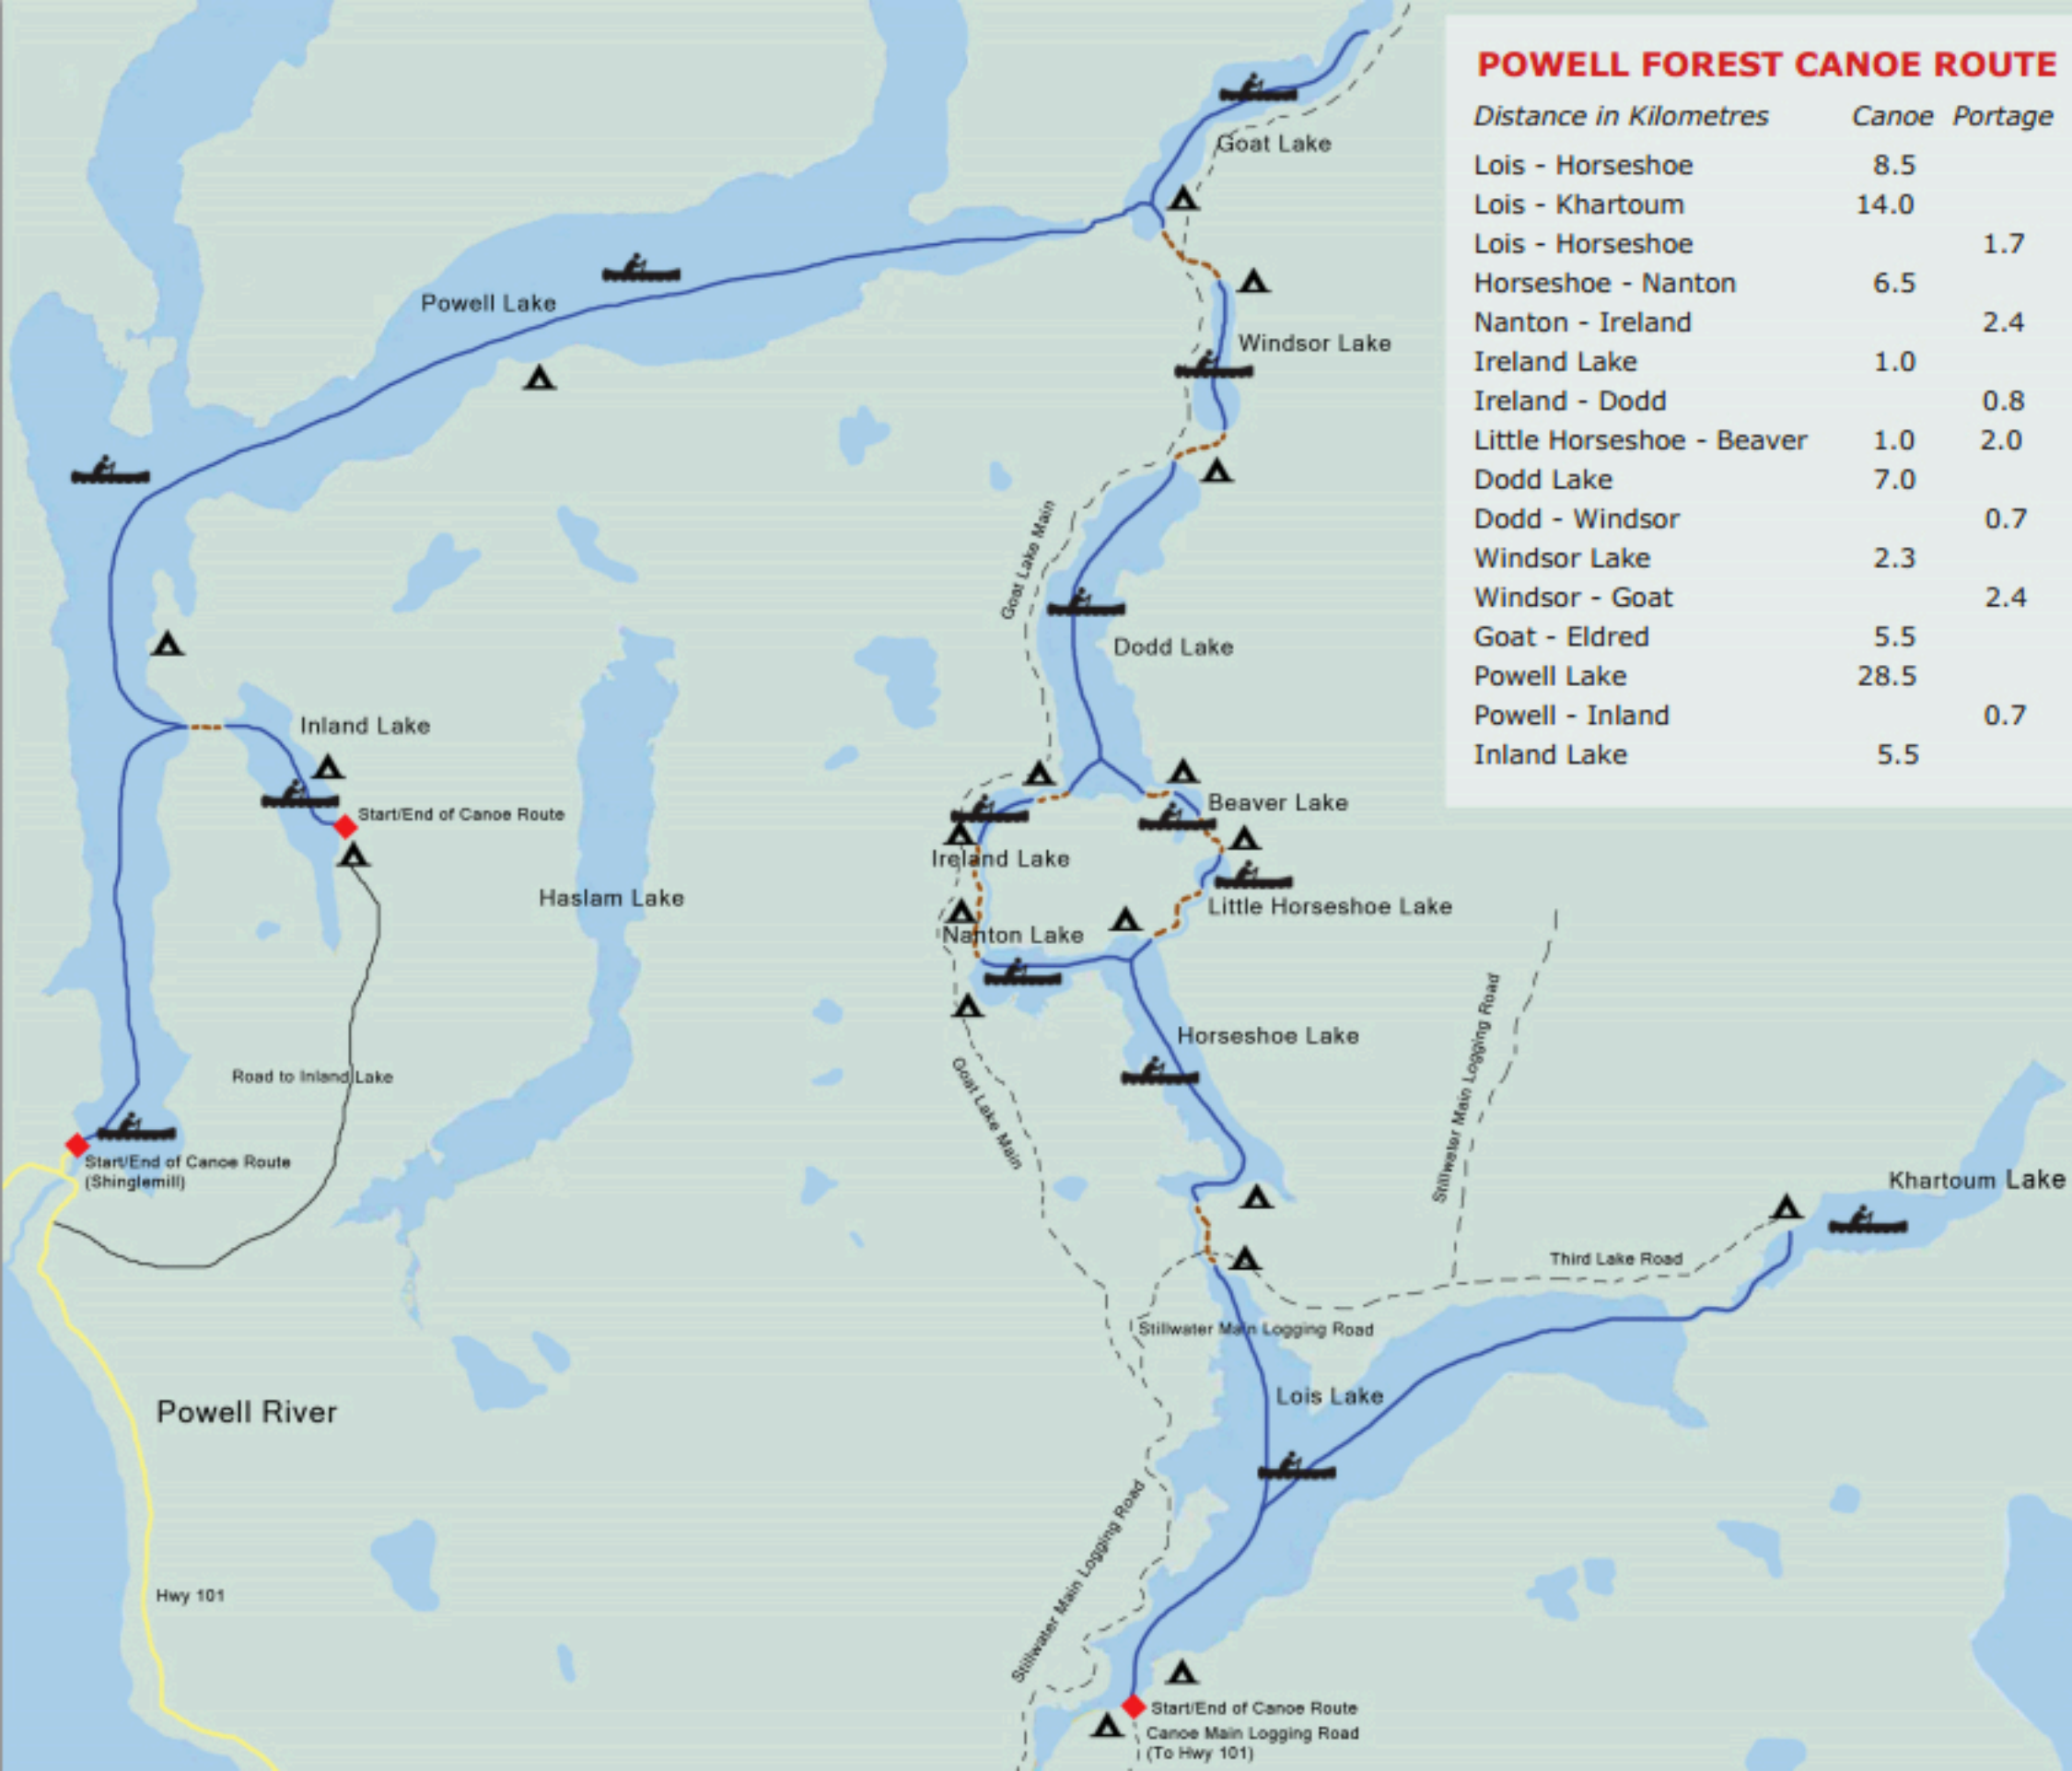 POWELL FOREST CANOE ROUTE
Distance in Kilometres Canoe Portage
Lois - Horseshoe 8.5
Lois - Khartoum 14.0
Lois - Horseshoe 1.7
Horseshoe - Nanton 6.5
Nanton - Ireland 2.4
Ireland Lake 1.0
Ireland - Dodd 0.8
Little Horseshoe - Beaver 1.0 2.0
Dodd Lake 7.0
Dodd - Windsor 0.7
Windsor Lake 2.3
Windsor - Goat 2.4
Goat - Eldred 5.5
Powell Lake 28.5
Powell - Inland 0.7
Inland Lake 5.5
Goat Lake
Powell Lake
Windsor Lake
Goat Lake Main
Dodd Lake
Inland Lake
Start/End of Canoe Route
Beaver Lake
Ireland Lake
Haslam Lake
Little Horseshoe Lake
Nanton Lake
Horseshoe Lake
Stillwater Main Logging Road
Goat Lake Main
Road to Inland Lake
Start/End of Canoe Route
(Shinglemill)
Khartoum Lake
Third Lake Road
Stillwater Main Logging Road
Lois Lake
Powell River
Stillwater Main Logging Road
Hwy 101
Start/End of Canoe Route
Canoe Main Logging Road
(To Hwy 101)